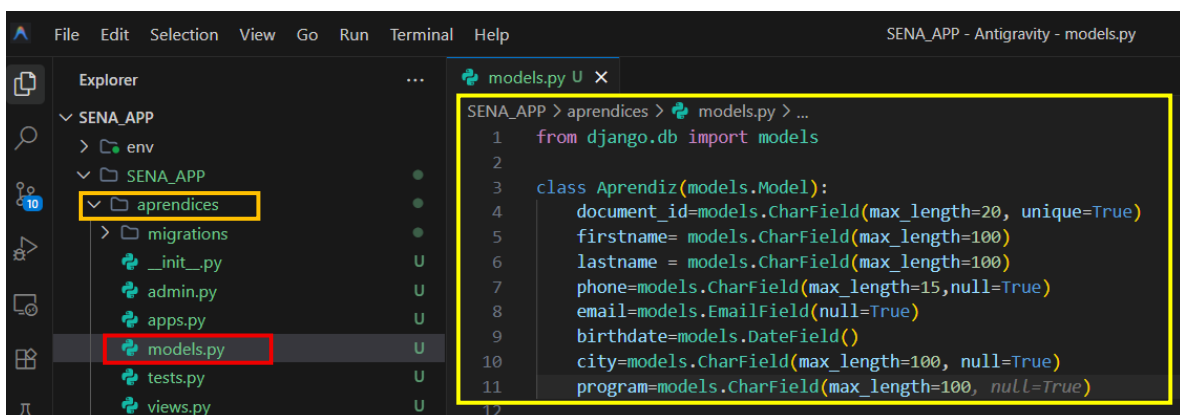 File Edit Selection View Go Run Terminal Help SENA_APP - Antigravity - models.py
Explorer ...
models.py U X
SENA_APP
env
SENA_APP
aprendices
migrations
__init__.py U
admin.py U
apps.py U
models.py U
tests.py U
views.py U
10
SENA_APP > aprendices > models.py > ...
1 from django.db import models
2
3 class Aprendiz(models.Model):
4 document_id=models.CharField(max_length=20, unique=True)
5 firstname= models.CharField(max_length=100)
6 lastname = models.CharField(max_length=100)
7 phone=models.CharField(max_length=15,null=True)
8 email=models.EmailField(null=True)
9 birthdate=models.DateField()
10 city=models.CharField(max_length=100, null=True)
11 program=models.CharField(max_length=100, null=True)
12